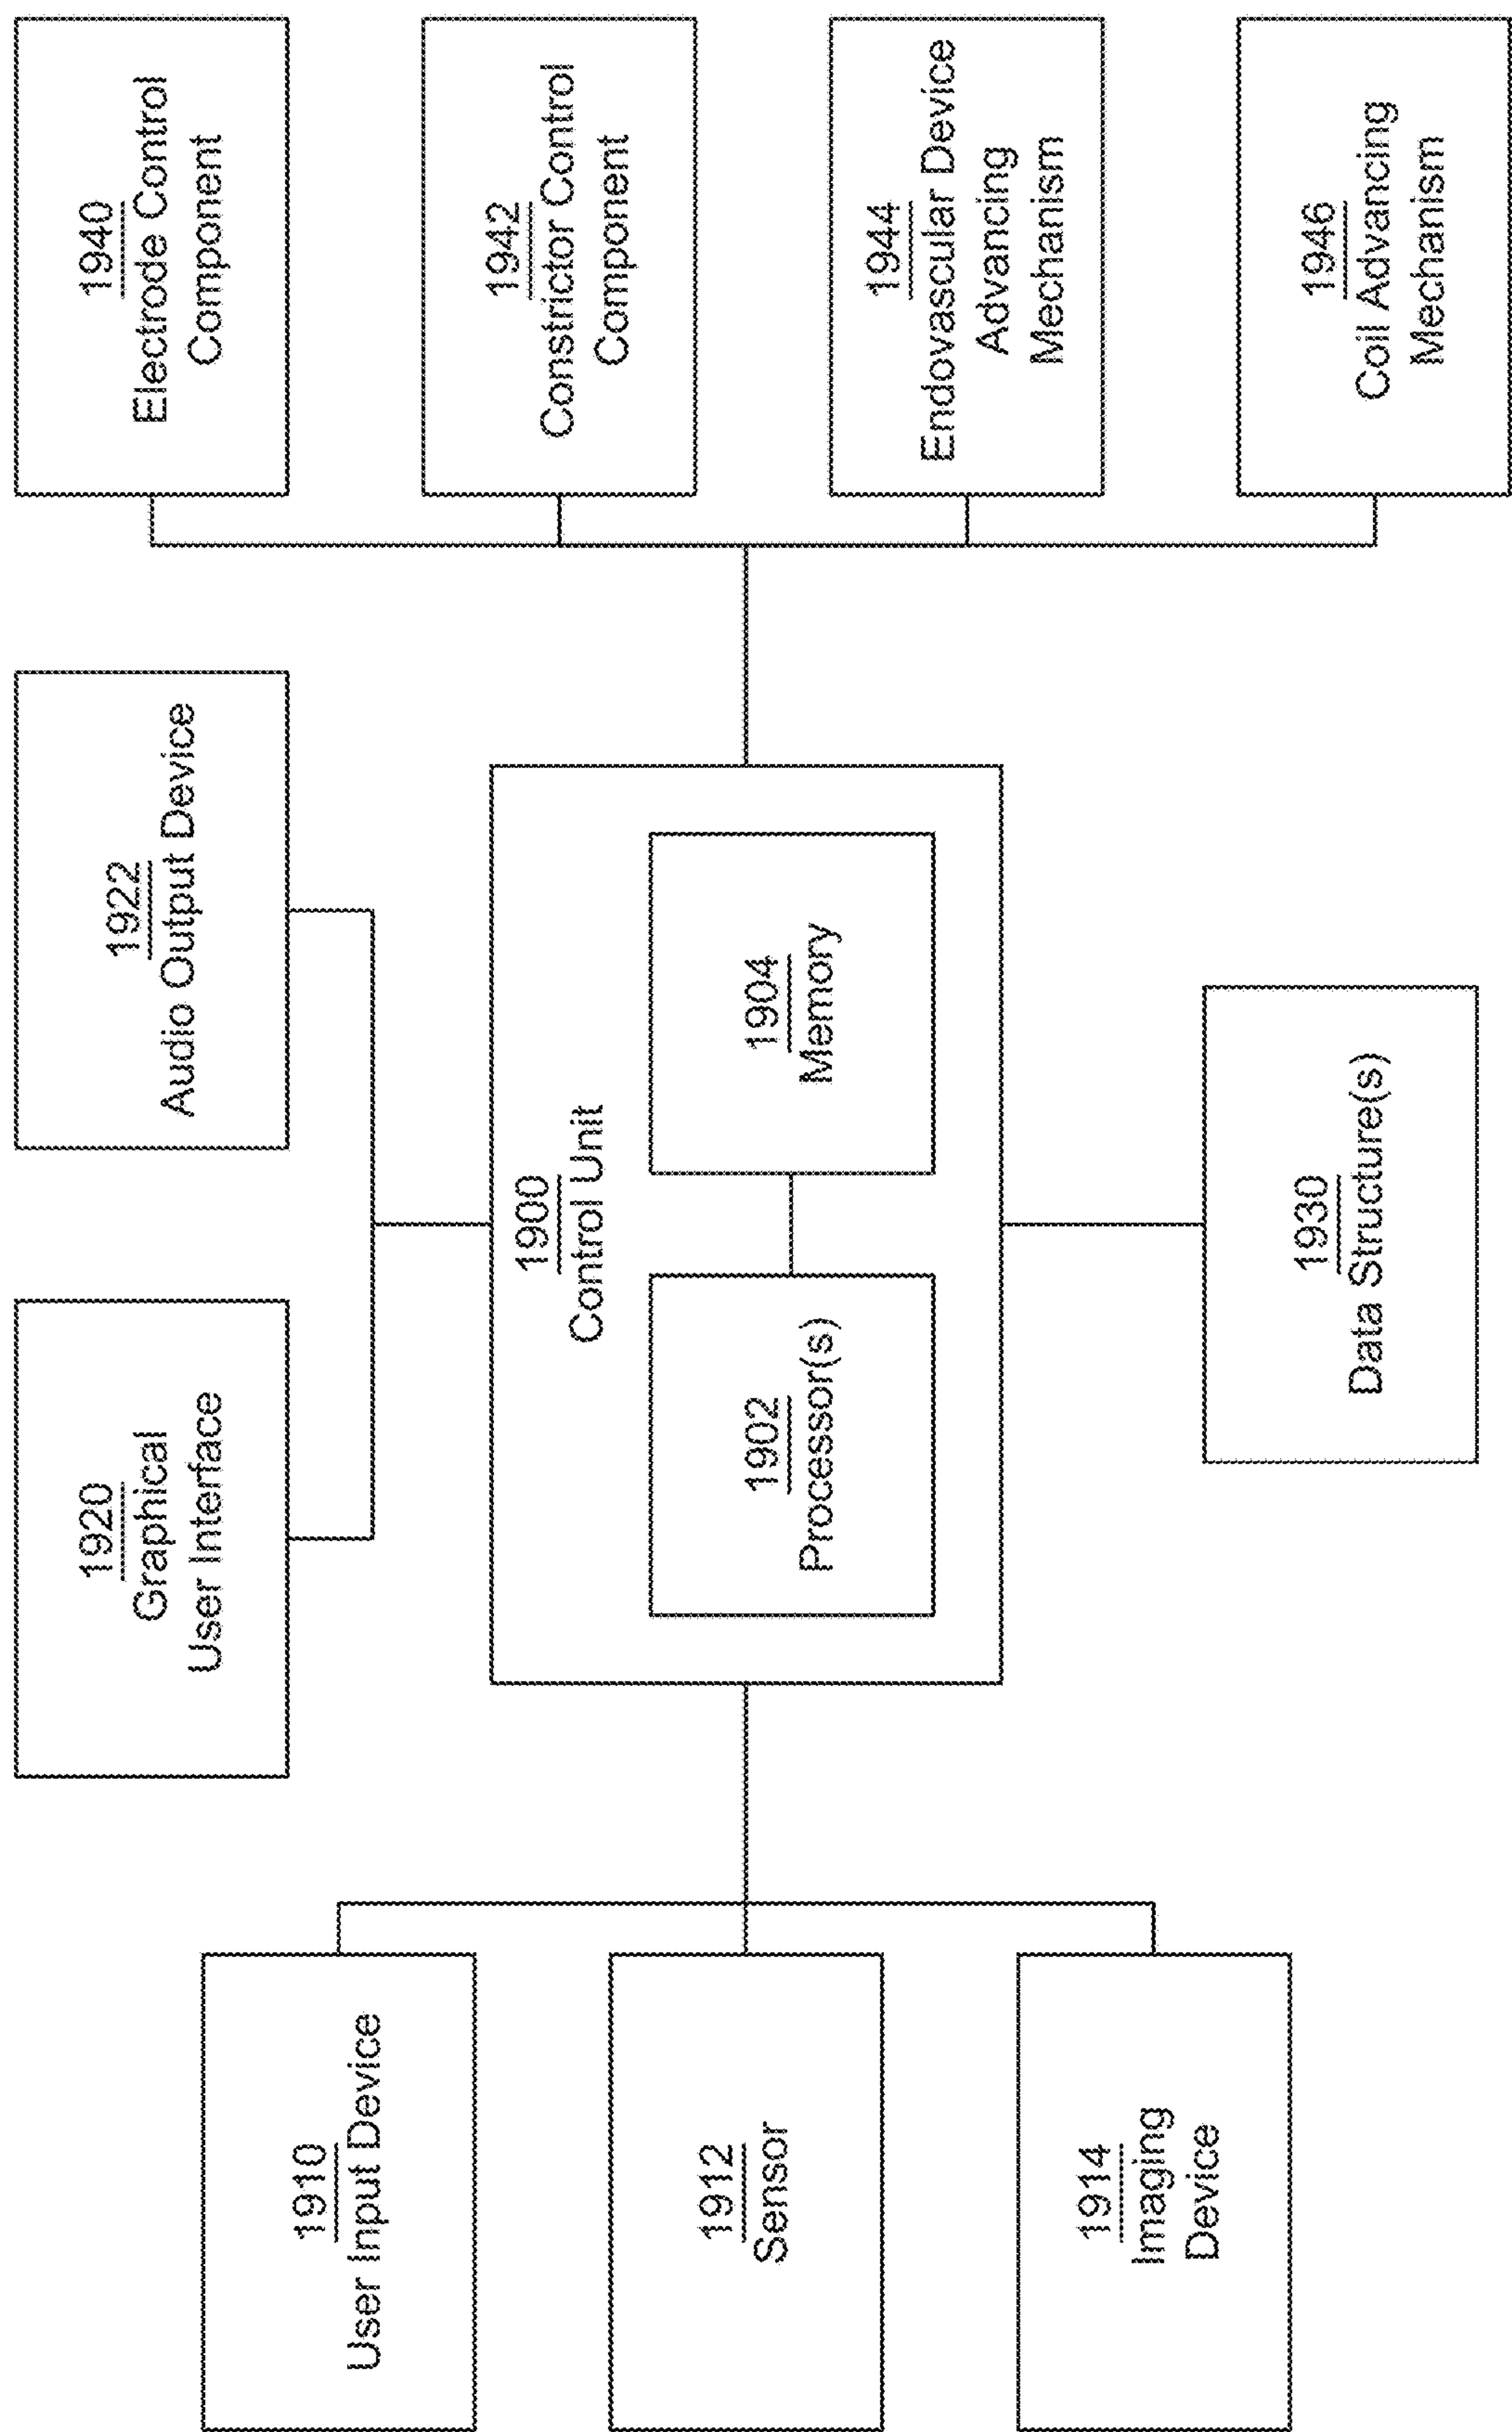 1910
User Input Device
1912
Sensor
1914
Imaging
Device
1920
Graphical
User Interface
1922
Audio Output Device
1900
Control Unit
1902
Processor(s)
1904
Memory
1930
Data Structure(s)
1940
Electrode Control
Component
1942
Constrictor Control
Component
1944
Endovascular Device
Advancing
Mechanism
1946
Coil Advancing
Mechanism